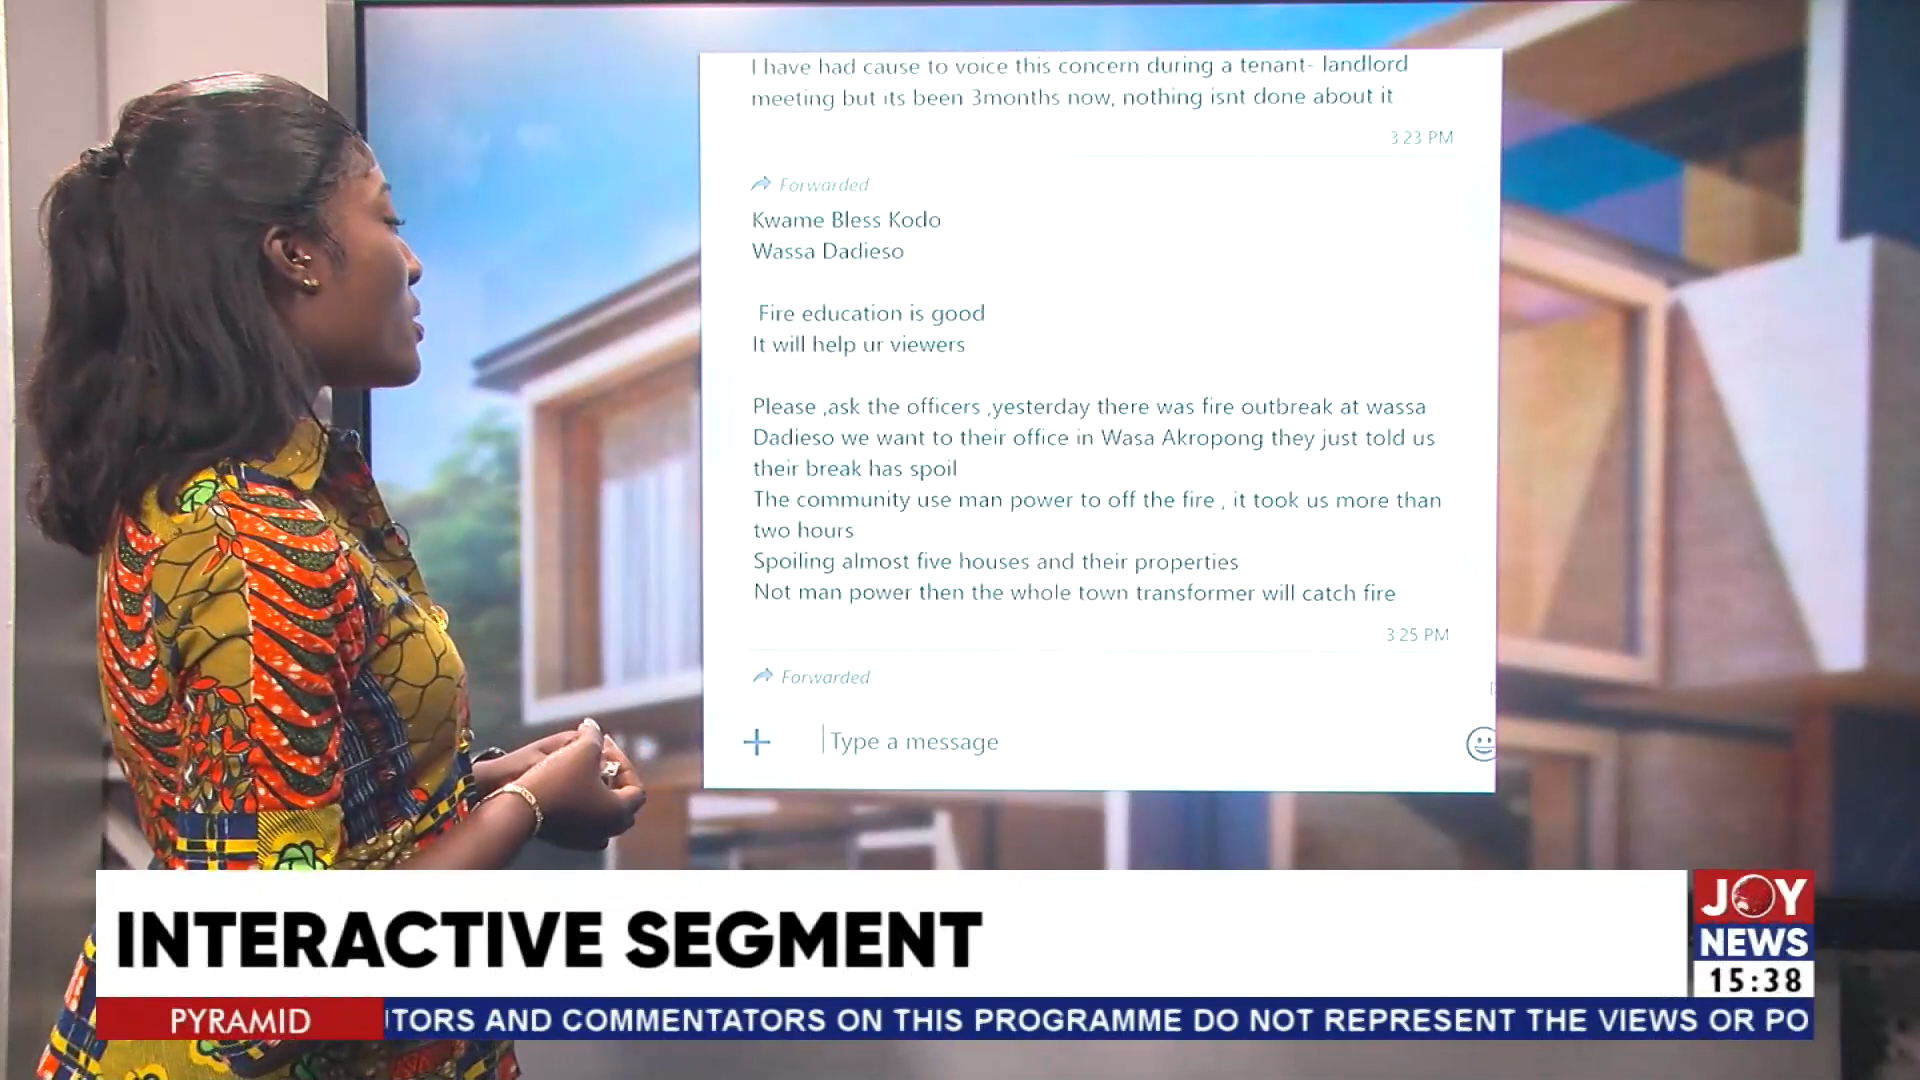 I have had cause to voice this concern during a tenant- landlord
meeting but its been 3months now, nothing isnt done about it
3:23 PM
Forwarded
Kwame Bless Kodo
Wassa Dadieso
Fire education is good
It will help ur viewers
Please ,ask the officers ,yesterday there was fire outbreak at wassa
Dadieso we want to their office in Wasa Akropong they just told us
their break has spoil
The community use man power to off the fire , it took us more than
two hours
Spoiling almost five houses and their properties
Not man power then the whole town transformer will catch fire
3:25 PM
Forwarded
Type a message
INTERACTIVE SEGMENT
JOY
NEWS
15:38
PYRAMID
ITORS AND COMMENTATORS ON THIS PROGRAMME DO NOT REPRESENT THE VIEWS OR PO